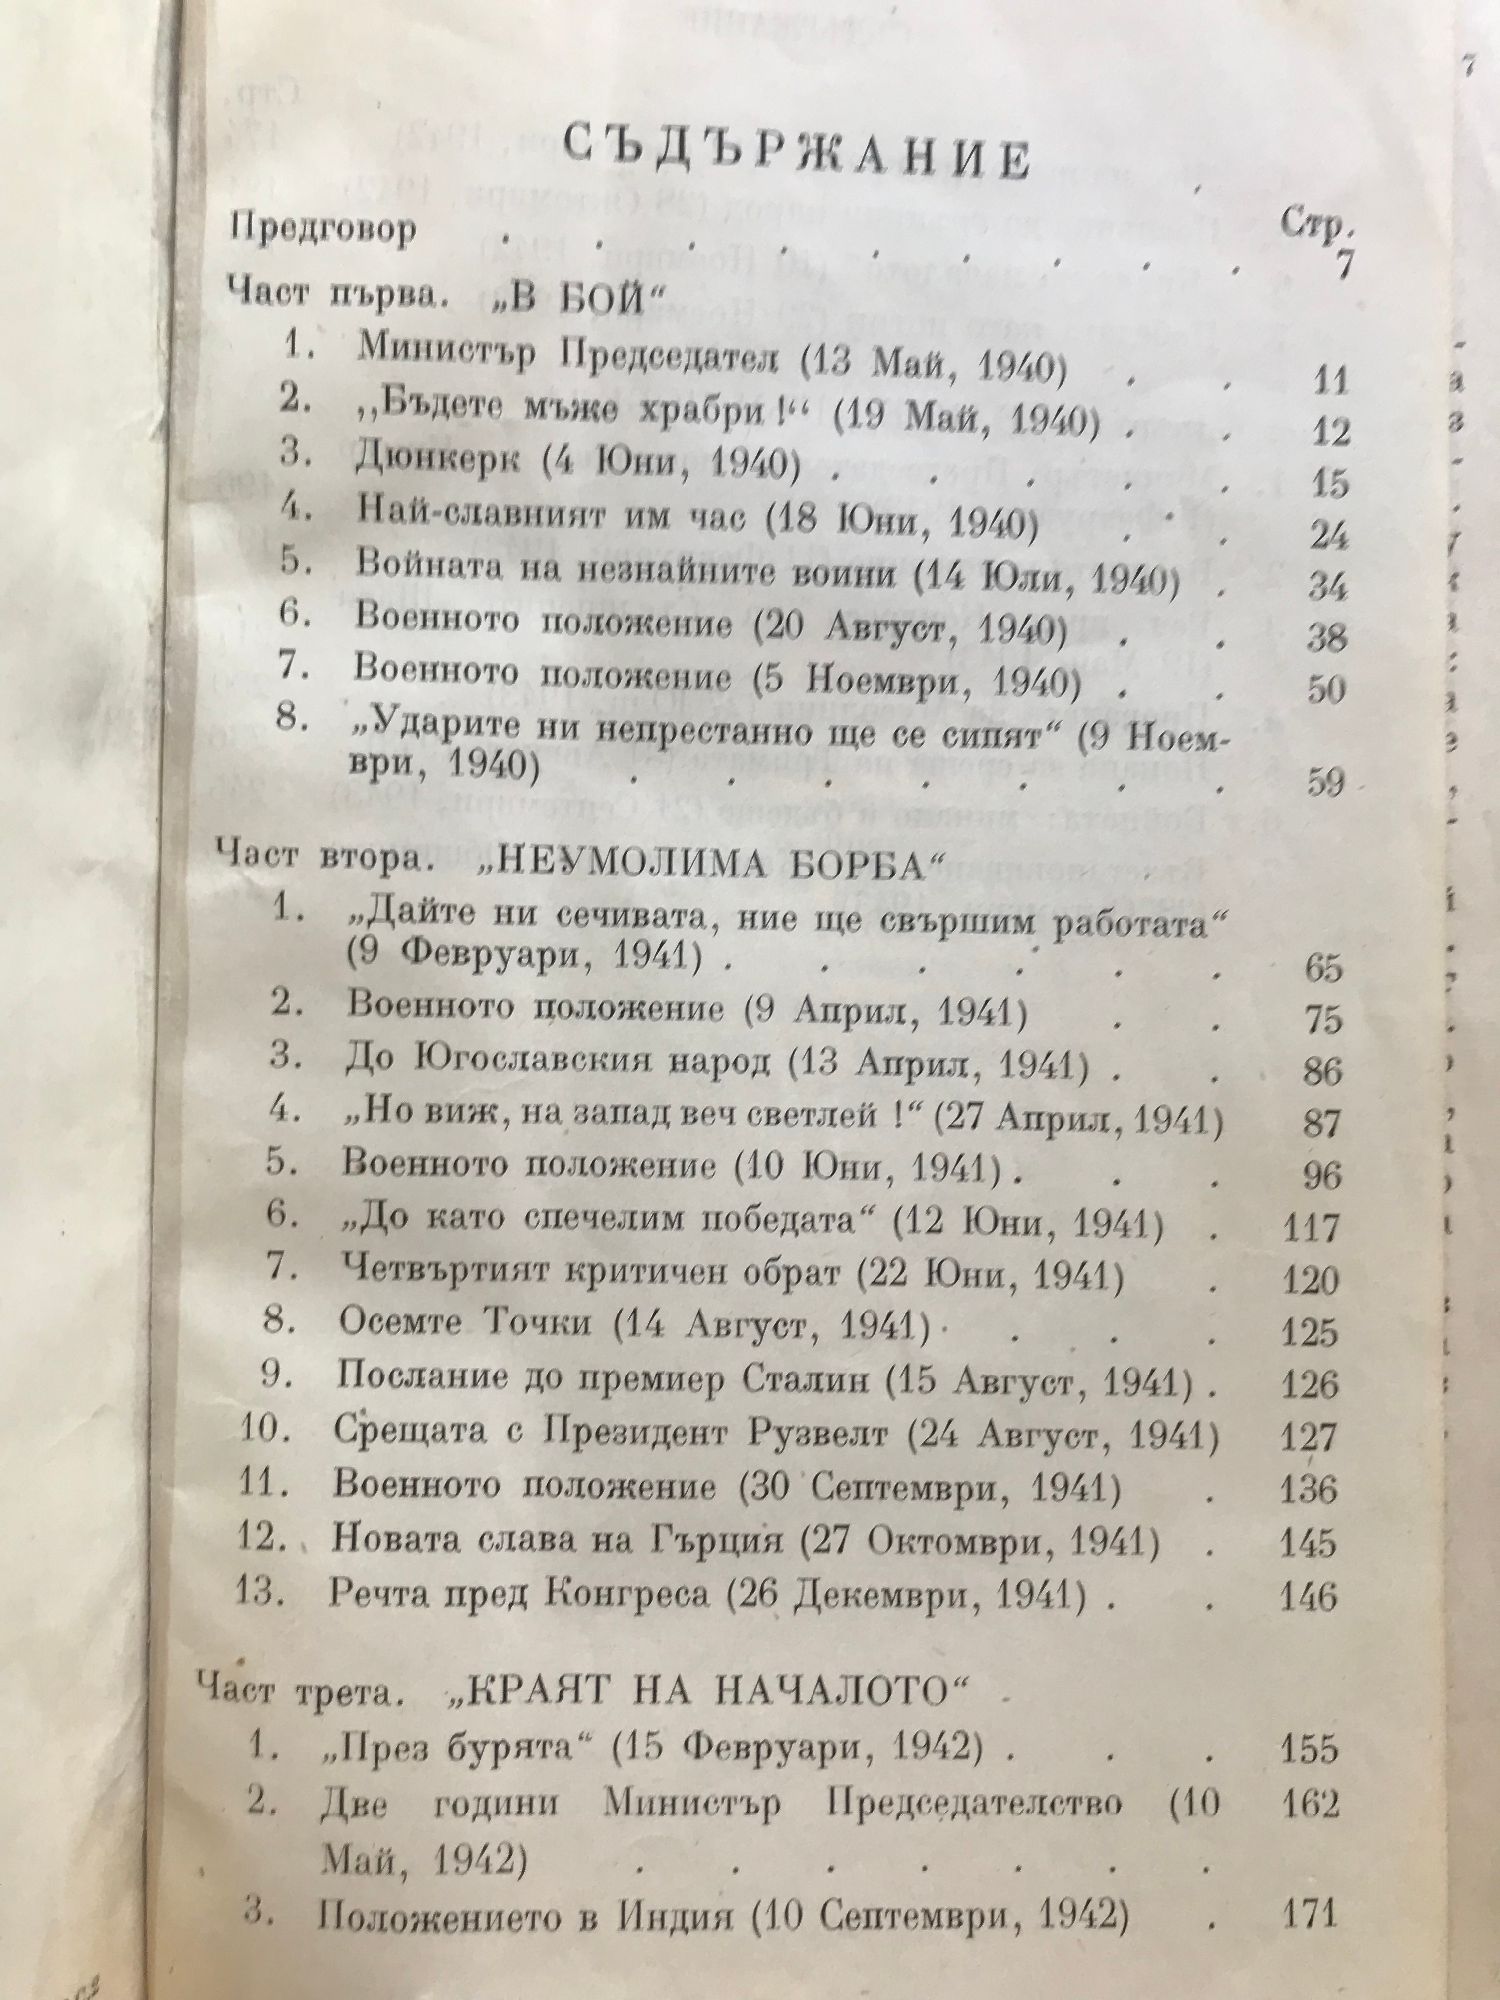 СЪДЪРЖАНИЕ
Стр.
Предговор . . . . . . . . . 7
Част първа. „В БОЙ“
1. Министър Председател (13 Май, 1940) . . 11
2. ,,Бъдете мъже храбри!“ (19 Май, 1940) . . 12
3. Дюнкерк (4 Юни, 1940) . . . . . 15
4. Най-славният им час (18 Юни, 1940) . . 24
5. Войната на незнайните воини (14 Юли, 1940) . 34
6. Военното положение (20 Август, 1940) . . 38
7. Военното положение (5 Ноември, 1940) . . 50
8. „Ударите ни непрестанно ще се сипят“ (9 Ноем-
ври, 1940) . . . . . . . 59
Част втора. „НЕУМОЛИМА БОРБА“
1. „Дайте ни сечивата, ние ще свършим работата“
(9 Февруари, 1941) . . . . . . 65
2. Военното положение (9 Април, 1941) . . 75
3. До Югославския народ (13 Април, 1941) . . 86
4. „Но виж, на запад веч светлей !“ (27 Април, 1941) 87
5. Военното положение (10 Юни, 1941) . . . 96
6. „До като спечелим победата“ (12 Юни, 1941) . 117
7. Четвъртият критичен обрат (22 Юни, 1941) . 120
8. Осемте Точки (14 Август, 1941) . . . . 125
9. Послание до премиер Сталин (15 Август, 1941) . 126
10. Срещата с Президент Рузвелт (24 Август, 1941) 127
11. Военното положение (30 Септември, 1941) . 136
12. Новата слава на Гърция (27 Октомври, 1941) . 145
13. Речта пред Конгреса (26 Декември, 1941) . . 146
Част трета. „КРАЯТ НА НАЧАЛОТО“
1. „През бурята“ (15 Февруари, 1942) . . . 155
2. Две години Министър Председателство (10 162
Май, 1942) . . . . . . .
3. Положението в Индия (10 Септември, 1942) . 171